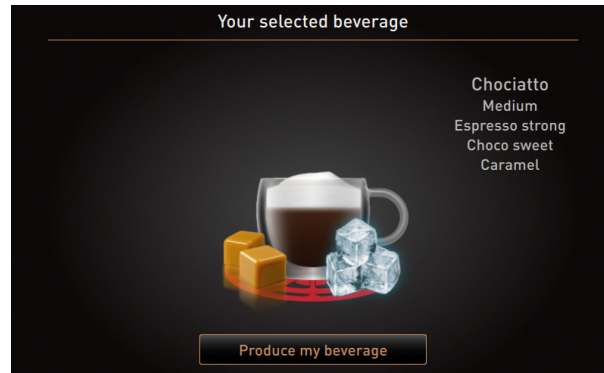 Your selected beverage
Chociatto
Medium
Espresso strong
Choco sweet
Caramel
Produce my beverage